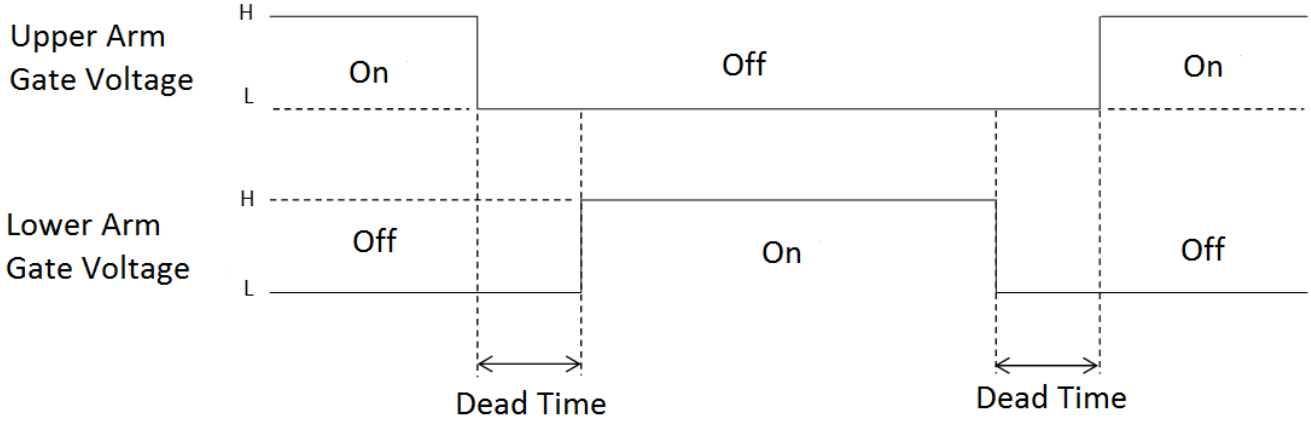 H
Upper Arm
Gate Voltage
On
Off
On
L
H
Lower Arm
Gate Voltage
Off
On
Off
L
Dead Time
Dead Time